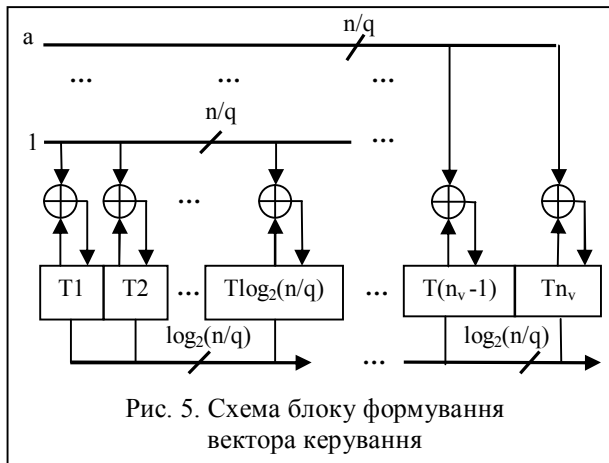 a n/q
... ... ...
n/q
1 ...
...
T1 T2 ... Tlog₂(n/q) ... T(nᵥ -1) Tnᵥ
log₂(n/q) ... log₂(n/q)
Рис. 5. Схема блоку формування
вектора керування